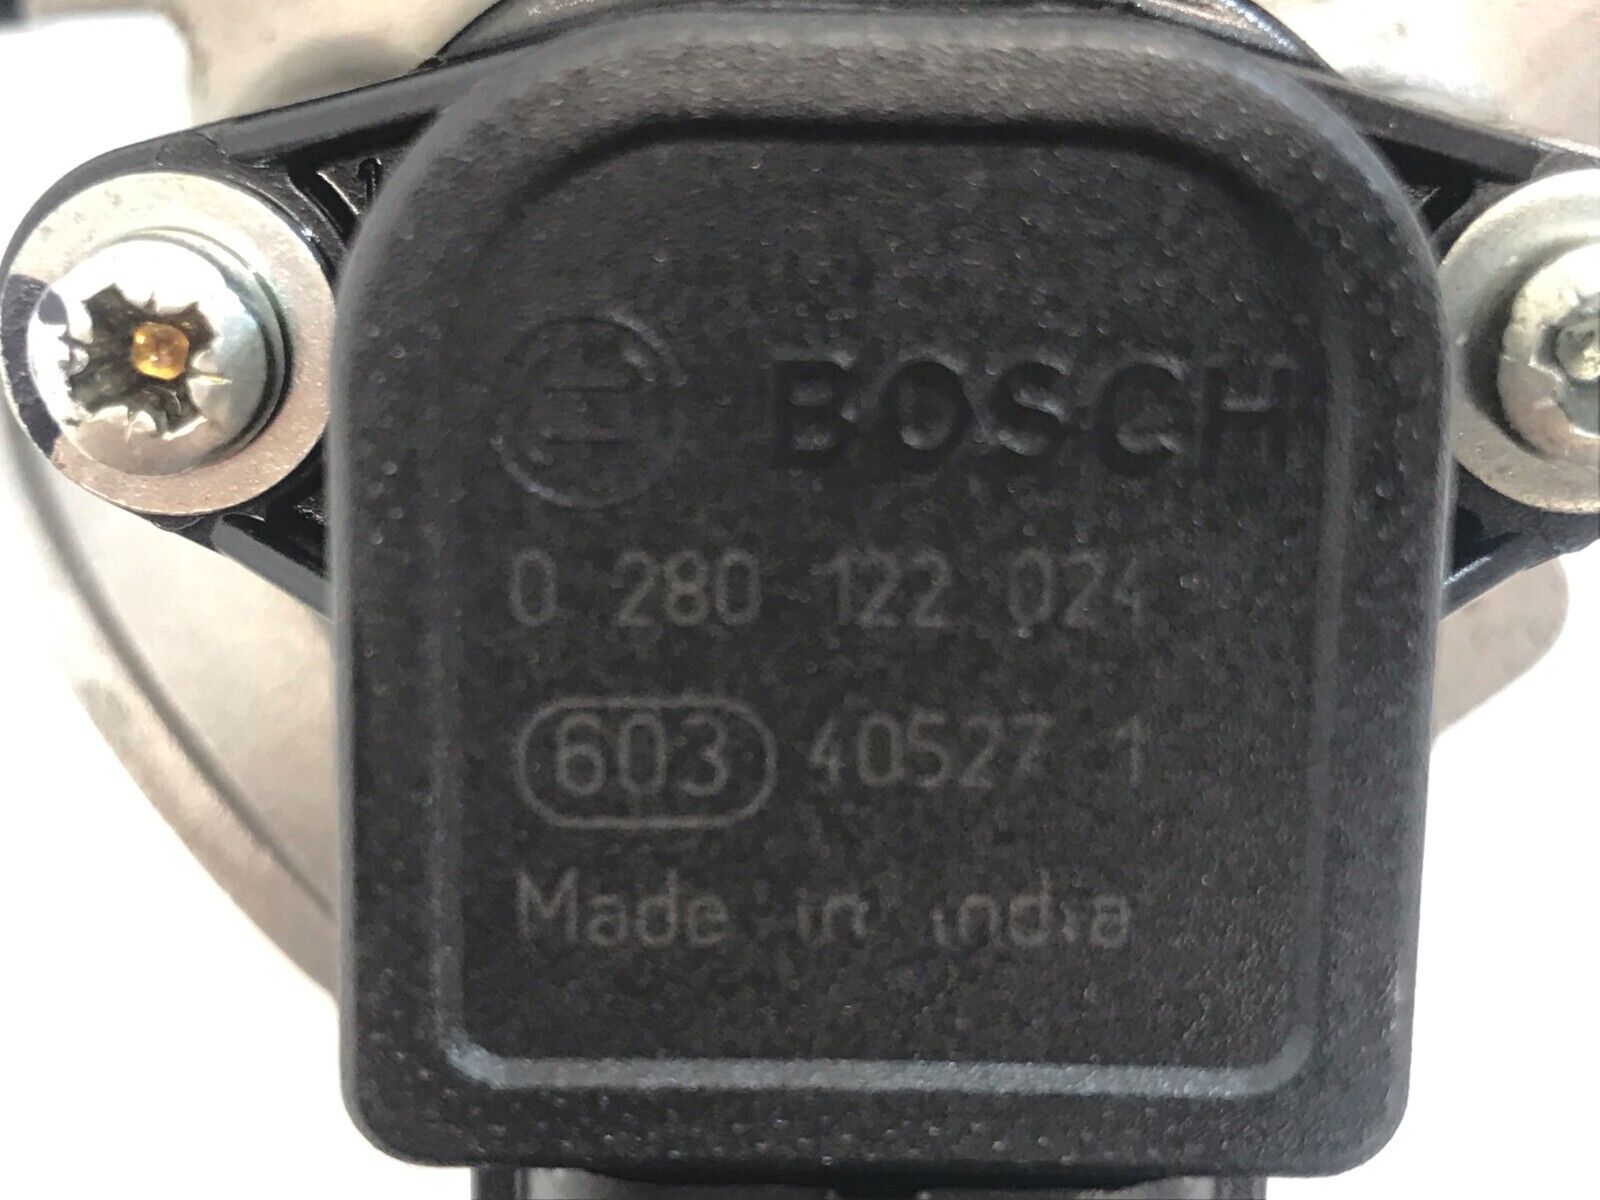 BOSCH
0 280 122 024
603 40527 1
Made in india